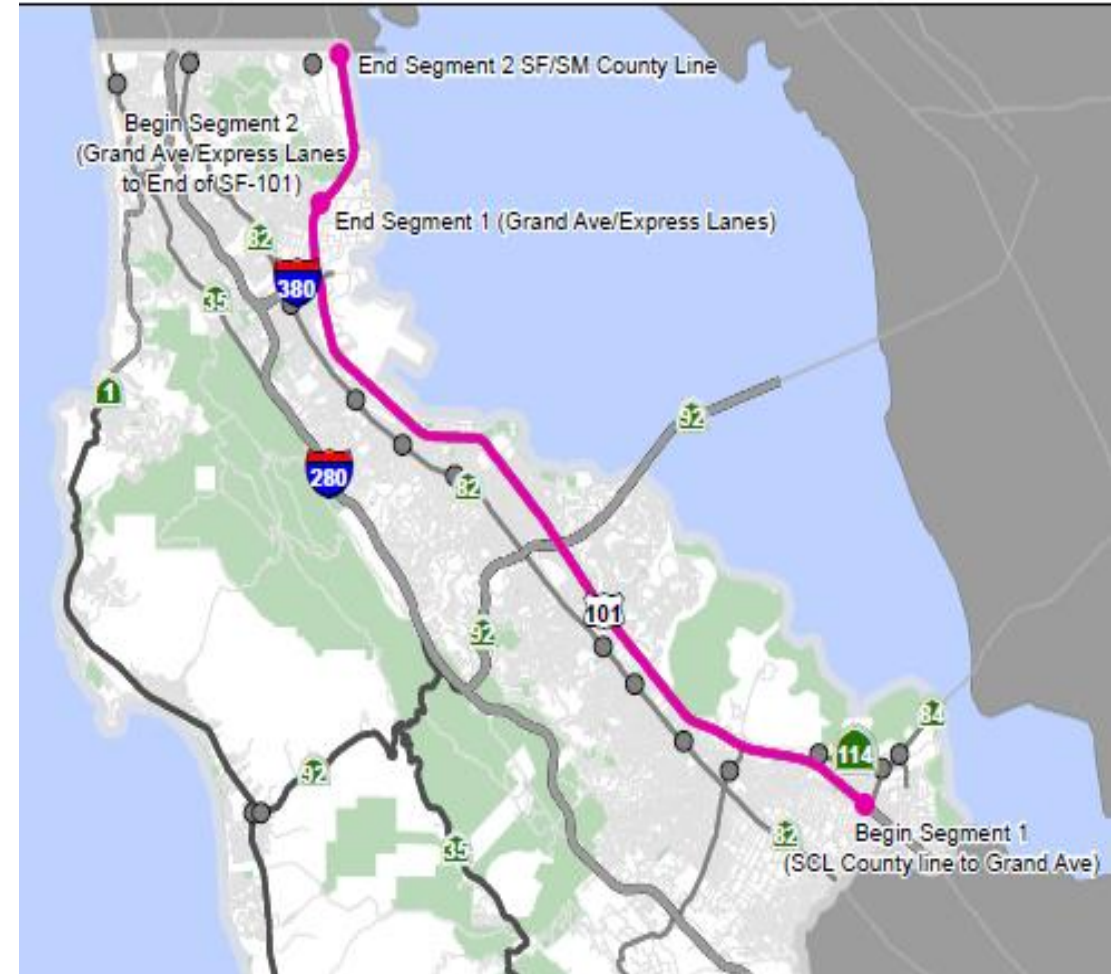 End Segment 2 SF/SM County Line
Begin Segment 2
(Grand Ave/Express Lanes
to End of SF-101)
End Segment 1 (Grand Ave/Express Lanes)
82
380
35
1
92
280
82
101
92
84
114
92
82
35
Begin Segment 1
(SCL County line to Grand Ave)